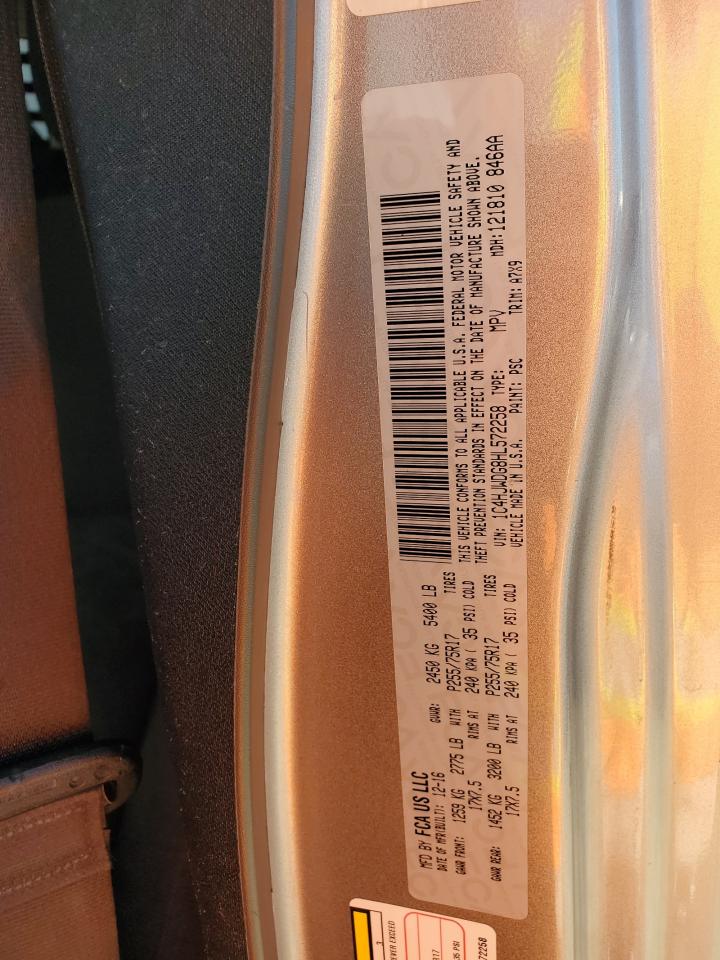 MFD BY FCA US LLC
DATE OF MFR(BUILT): 12-16 GVWR: 2450 KG 5400 LB
GAWR FRONT: 1259 KG 2775 LB WITH P255/75R17 TIRES
17X7.5 RIMS AT 240 KPA ( 35 PSI) COLD
GAWR REAR: 1452 KG 3200 LB WITH P255/75R17 TIRES
17X7.5 RIMS AT 240 KPA ( 35 PSI) COLD
THIS VEHICLE CONFORMS TO ALL APPLICABLE U.S.A. FEDERAL MOTOR VEHICLE SAFETY AND
THEFT PREVENTION STANDARDS IN EFFECT ON THE DATE OF MANUFACTURE SHOWN ABOVE.
VIN: 1C4HJWDG8HL572258 TYPE: MPV MDH:121810 846AA
VEHICLE MADE IN U.S.A. PAINT: PSC TRIM: A7X9
3
EXCEED
35 PSI